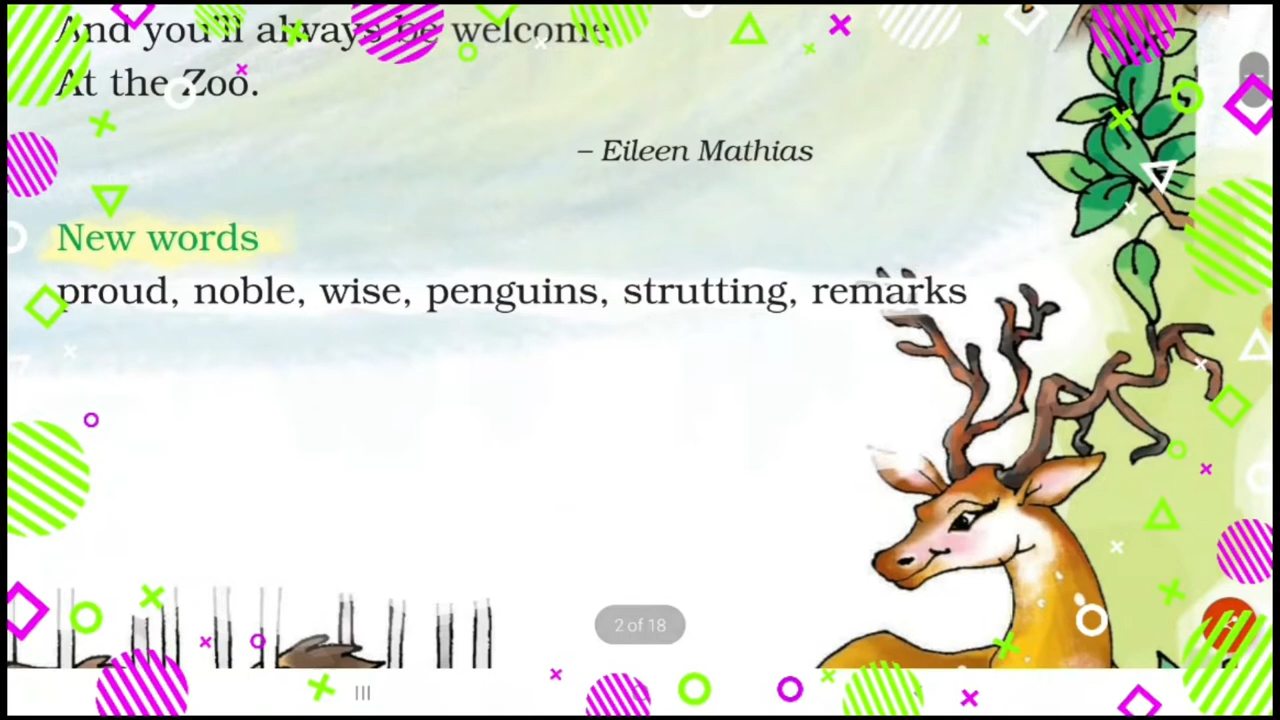 And you'll always be welcome
At the Zoo.
– Eileen Mathias
New words
proud, noble, wise, penguins, strutting, remarks
2 of 18